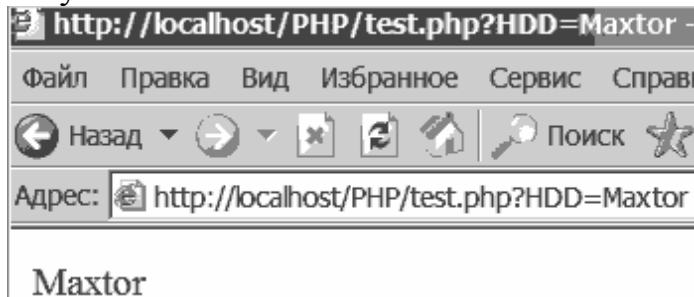 http://localhost/PHP/test.php?HDD=Maxtor -
Файл Правка Вид Избранное Сервис
Назад Поиск
Адрес: http://localhost/PHP/test.php?HDD=Maxtor
Maxtor